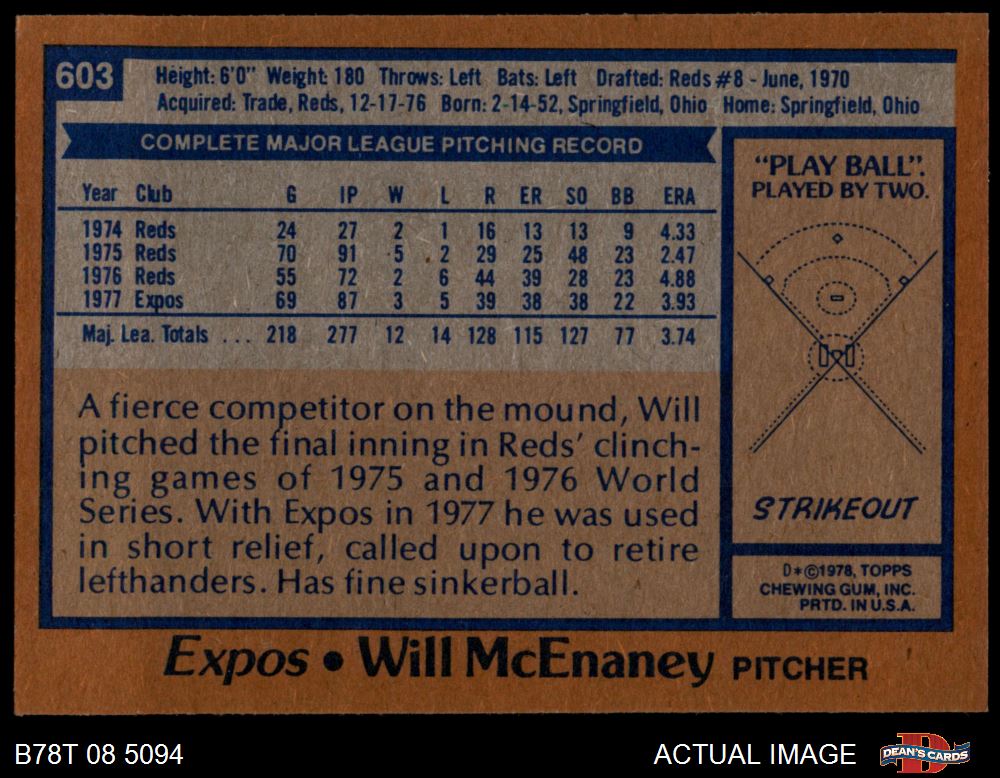 603
Height: 6'0" Weight: 180 Throws: Left Bats: Left Drafted: Reds #8 - June, 1970
Acquired: Trade, Reds, 12-17-76 Born: 2-14-52, Springfield, Ohio Home: Springfield, Ohio
COMPLETE MAJOR LEAGUE PITCHING RECORD
Year Club G IP W L R ER SO BB ERA
1974 Reds 24 27 2 1 16 13 13 9 4.33
1975 Reds 70 91 5 2 29 25 48 23 2.47
1976 Reds 55 72 2 6 44 39 28 23 4.88
1977 Expos 69 87 3 5 39 38 38 22 3.93
Maj. Lea. Totals ... 218 277 12 14 128 115 127 77 3.74
A fierce competitor on the mound, Will
pitched the final inning in Reds' clinch-
ing games of 1975 and 1976 World
Series. With Expos in 1977 he was used
in short relief, called upon to retire
lefthanders. Has fine sinkerball.
"PLAY BALL".
PLAYED BY TWO.
STRIKEOUT
D*©1978, TOPPS
CHEWING GUM, INC.
PRTD. IN U.S.A.
Expos • Will McEnaney PITCHER
B78T 08 5094
ACTUAL IMAGE
DEAN'S CARDS